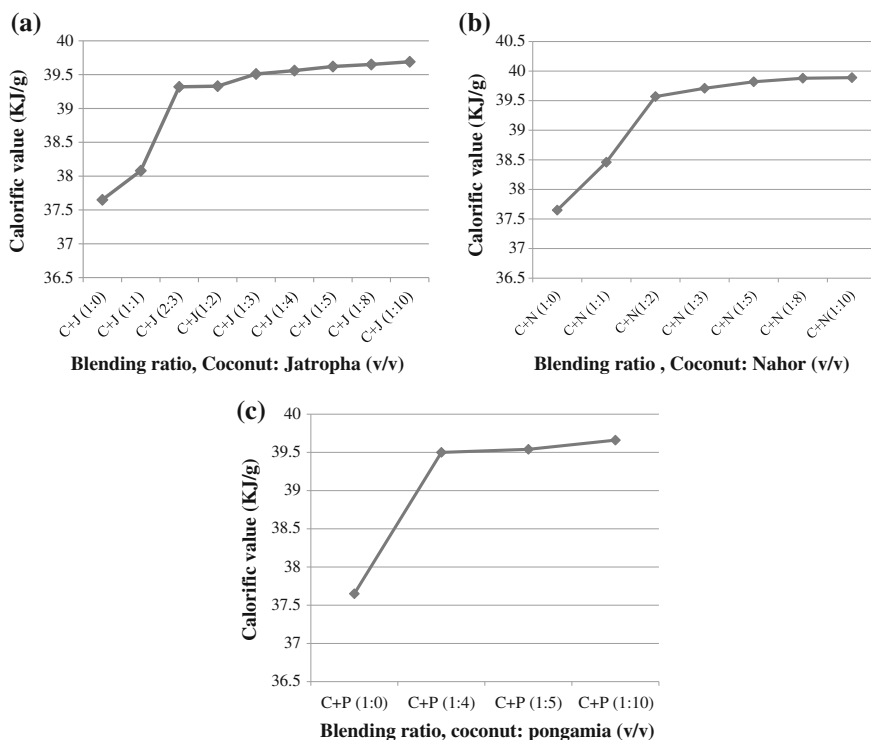 (a)
Calorific value (KJ/g)
40
39.5
39
38.5
38
37.5
37
36.5
C+J (1:0)
C+J (1:1)
C+J (2:3)
C+J(1:2)
C+J (1:3)
C+J (1:4)
C+J (1:5)
C+J (1:8)
C+J (1:10)
Blending ratio, Coconut: Jatropha (v/v)
(b)
Calorific value (KJ/g)
40.5
40
39.5
39
38.5
38
37.5
37
36.5
C+N (1:0)
C+N (1:1)
C+N (1:2)
C+N (1:3)
C+N (1:5)
C+N (1:8)
C+N(1:10)
Blending ratio , Coconut: Nahor (v/v)
(c)
Calorific value (KJ/g)
40
39.5
39
38.5
38
37.5
37
36.5
C+P (1:0)
C+P (1:4)
C+P (1:5)
C+P (1:10)
Blending ratio, coconut: pongamia (v/v)